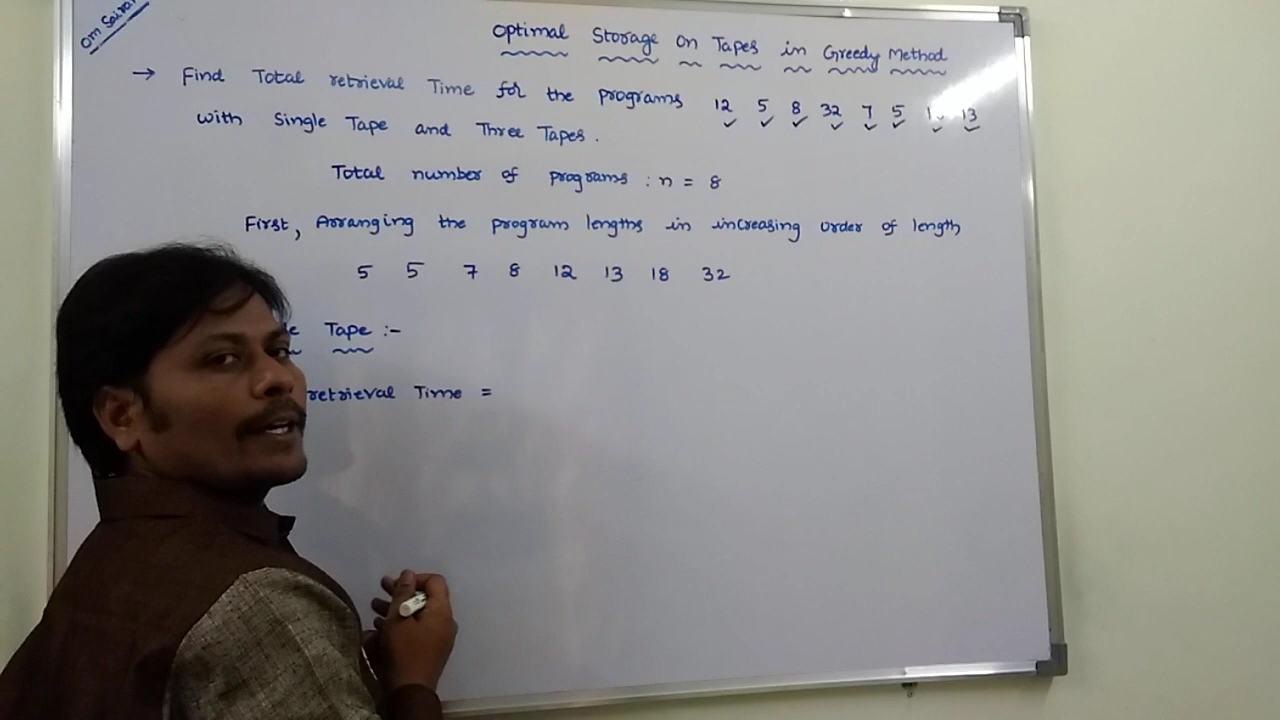 Om Sairam
Optimal Storage on Tapes in Greedy Method
→ Find Total retrieval Time for the programs 12 5 8 32 7 5 13
with Single Tape and Three Tapes.
Total number of programs : n = 8
First, Arranging the program lengths in increasing order of length
5 5 7 8 12 13 18 32
Tape :-
retrieval Time =